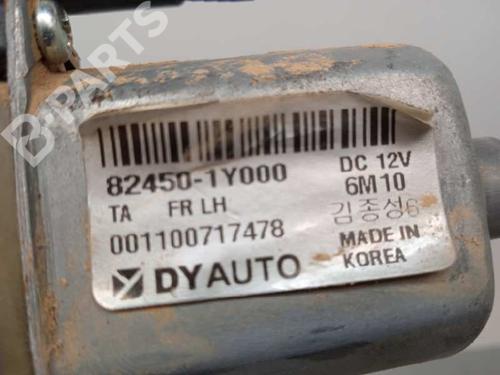 B-PARTS
82450-1Y000
DC 12V
TA FR LH
6M10
001100717478
김종성6
DYAUTO
MADE IN
KOREA